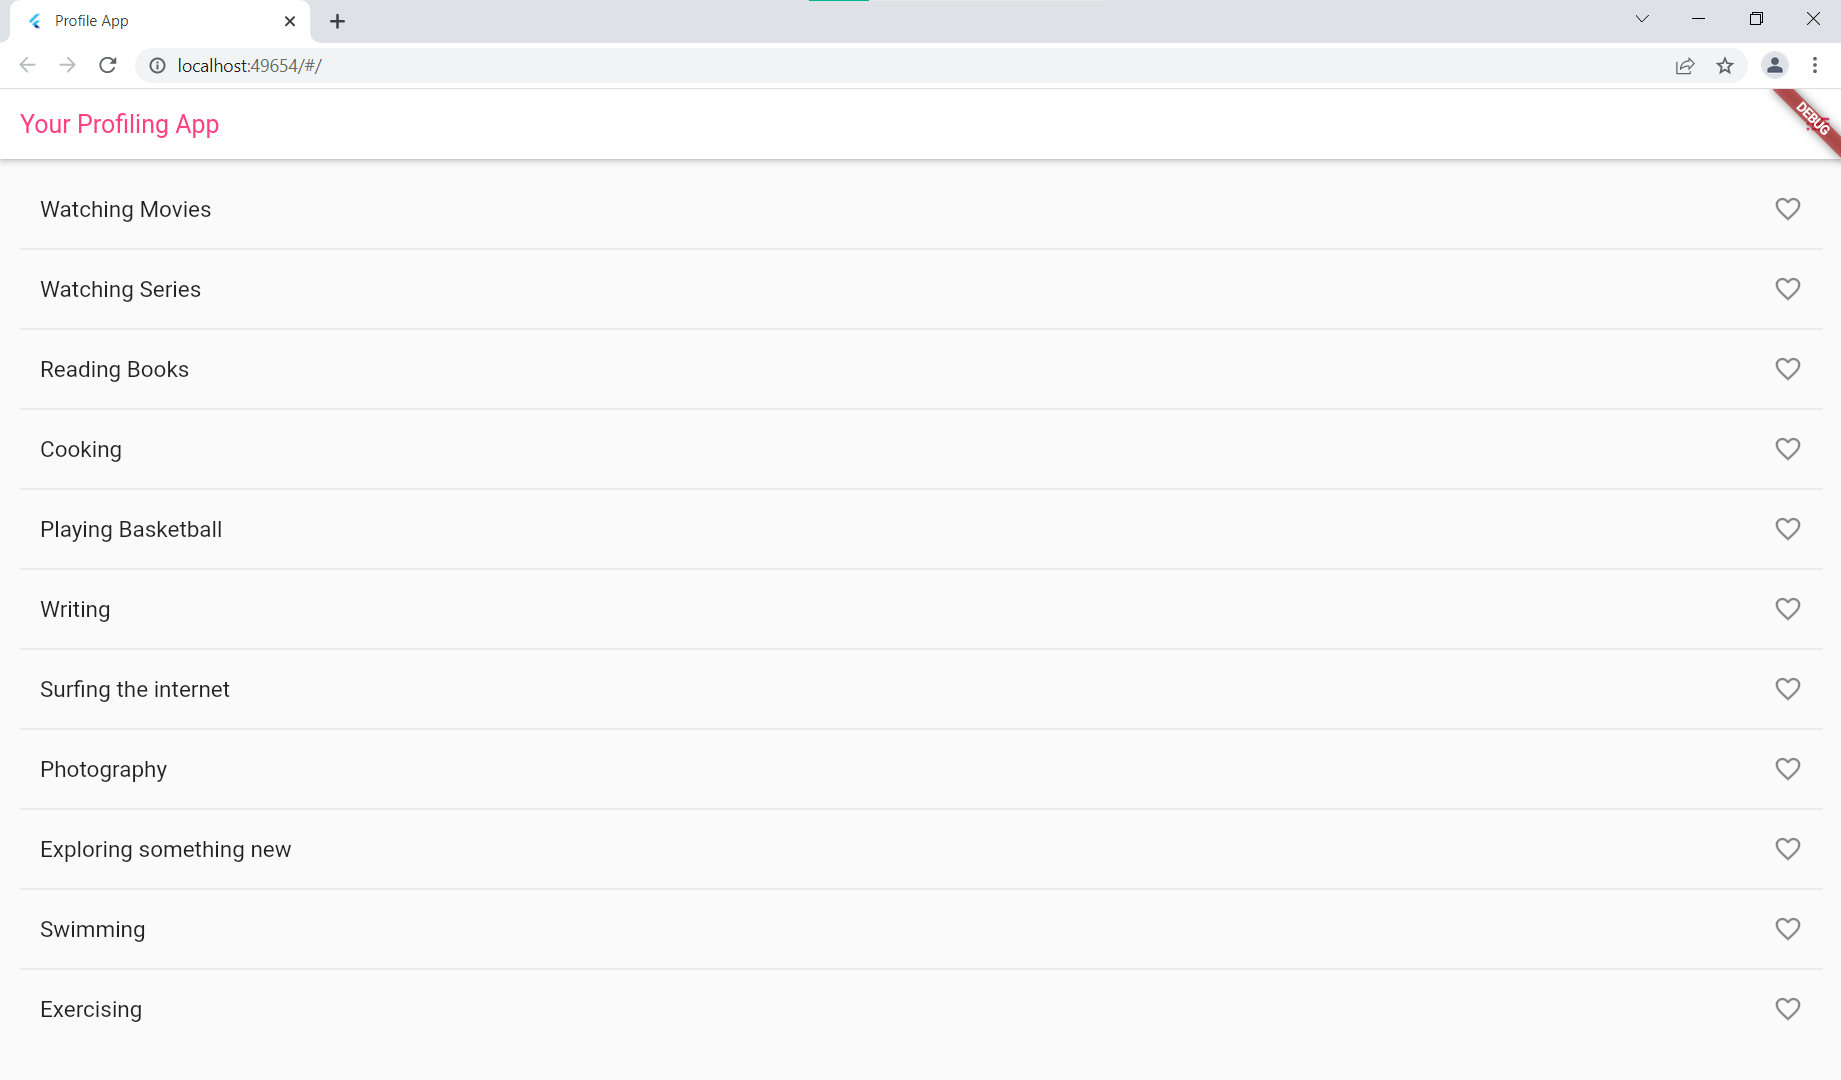 Profile App
localhost:49654/#/
Your Profiling App
DEBUG
Watching Movies
Watching Series
Reading Books
Cooking
Playing Basketball
Writing
Surfing the internet
Photography
Exploring something new
Swimming
Exercising